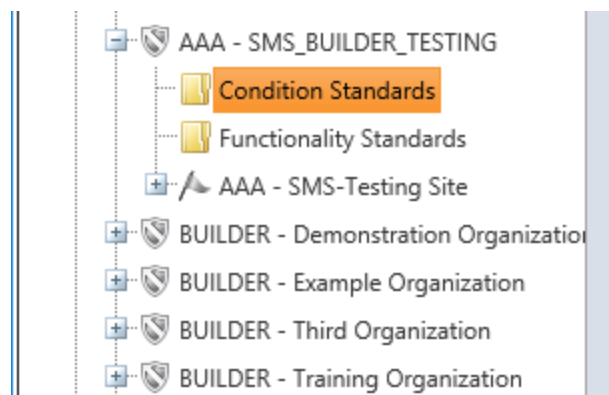 AAA - SMS_BUILDER_TESTING
Condition Standards
Functionality Standards
AAA - SMS-Testing Site
BUILDER - Demonstration Organization
BUILDER - Example Organization
BUILDER - Third Organization
BUILDER - Training Organization